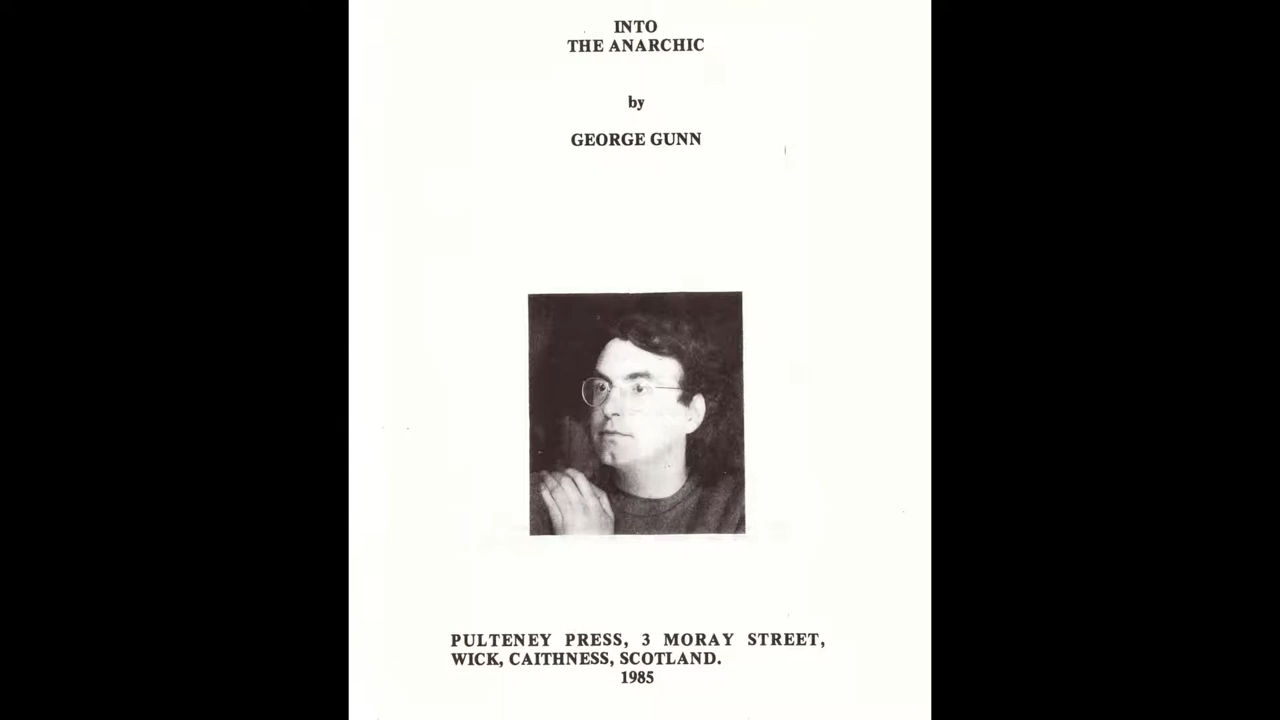 INTO
THE ANARCHIC
by
GEORGE GUNN
PULTENEY PRESS, 3 MORAY STREET,
WICK, CAITHNESS, SCOTLAND.
1985